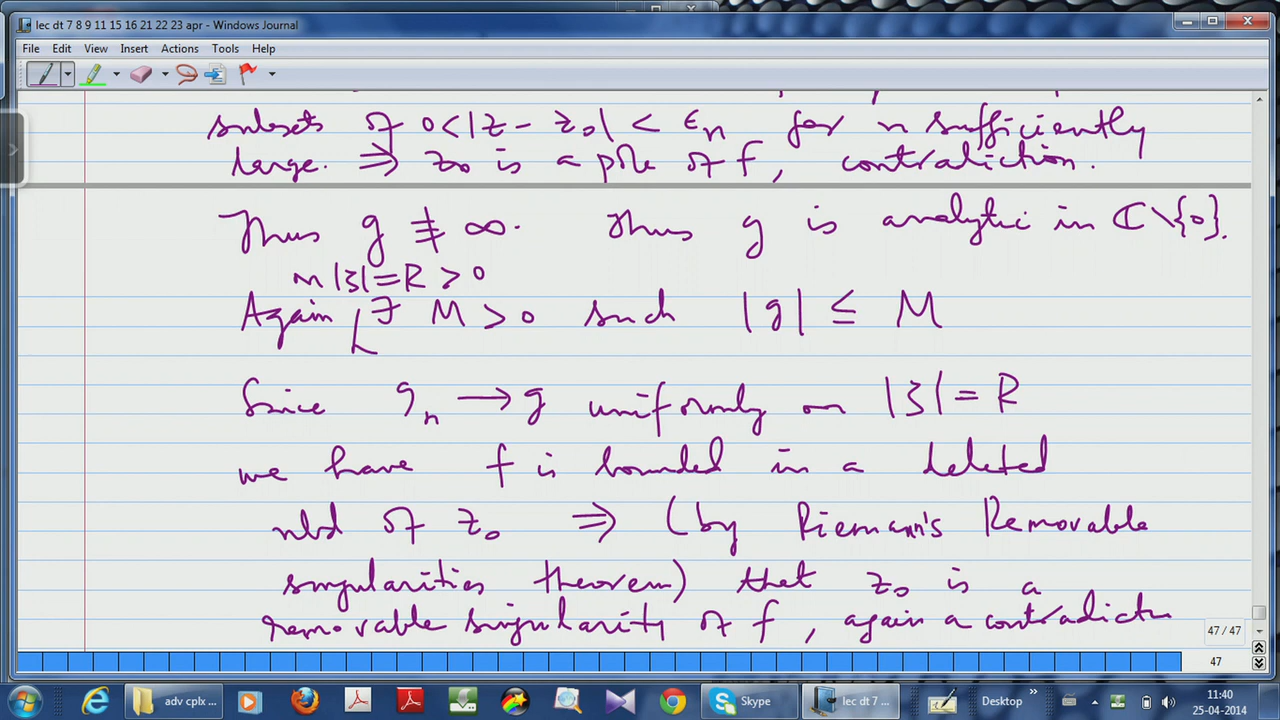 lec dt 7 8 9 11 15 16 21 22 23 apr - Windows Journal
File Edit View Insert Actions Tools Help
subsets of 0<|z - z₀| < ϵₙ for n sufficiently
large. ⇒ z₀ is a pole of f, contradiction.
Thus g ≢ ∞. Thus g is analytic in ℂ\{0}.
on |ζ|=R>0
Again ∃ M>0 such |g| ≤ M
Since gₙ → g uniformly on |ζ|=R
we have f is bounded in a deleted
nbd of z₀ ⇒ (by Riemann's Removable
singularities theorem) that z₀ is a
removable singularity of f, again a contradictn
47 / 47
47
adv cplx ...
Skype
lec dt 7 ...
Desktop
11:40
25-04-2014